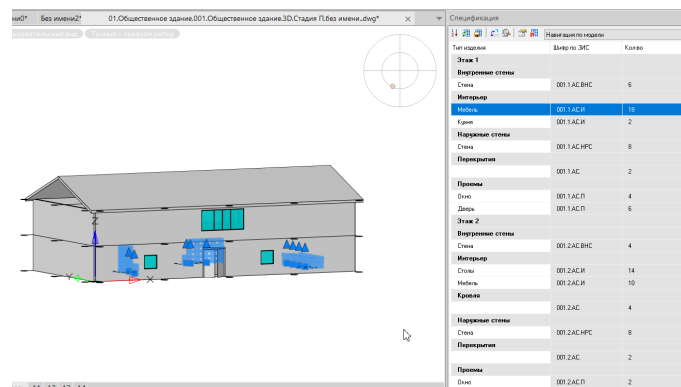 ни0*
Без имени2*
01.Общественное здание.001.Общественное здание.3D.Стадия П.без имени..dwg*
×
Спецификация
Навигация по модели
Тип изделия Шифр по ЗИС Кол-во
Этаж 1
Внутренние стены
Стена 001.1.АС.ВНС 6
Интерьер
Мебель 001.1.АС.И 18
Кухня 001.1.АС.И 2
Наружные стены
Стена 001.1.АС.НРС 8
Перекрытия
001.1.АС. 2
Проемы
Окно 001.1.АС.П 4
Дверь 001.1.АС.П 6
Этаж 2
Внутренние стены
Стена 001.2.АС.ВНС 4
Интерьер
Столы 001.2.АС.И 14
Мебель 001.2.АС.И 10
Кровля
001.2.АС. 4
Наружные стены
Стена 001.2.АС.НРС 8
Перекрытия
001.2.АС. 2
Проемы
Окно 001.2.АС.П 2
Z
Y
X